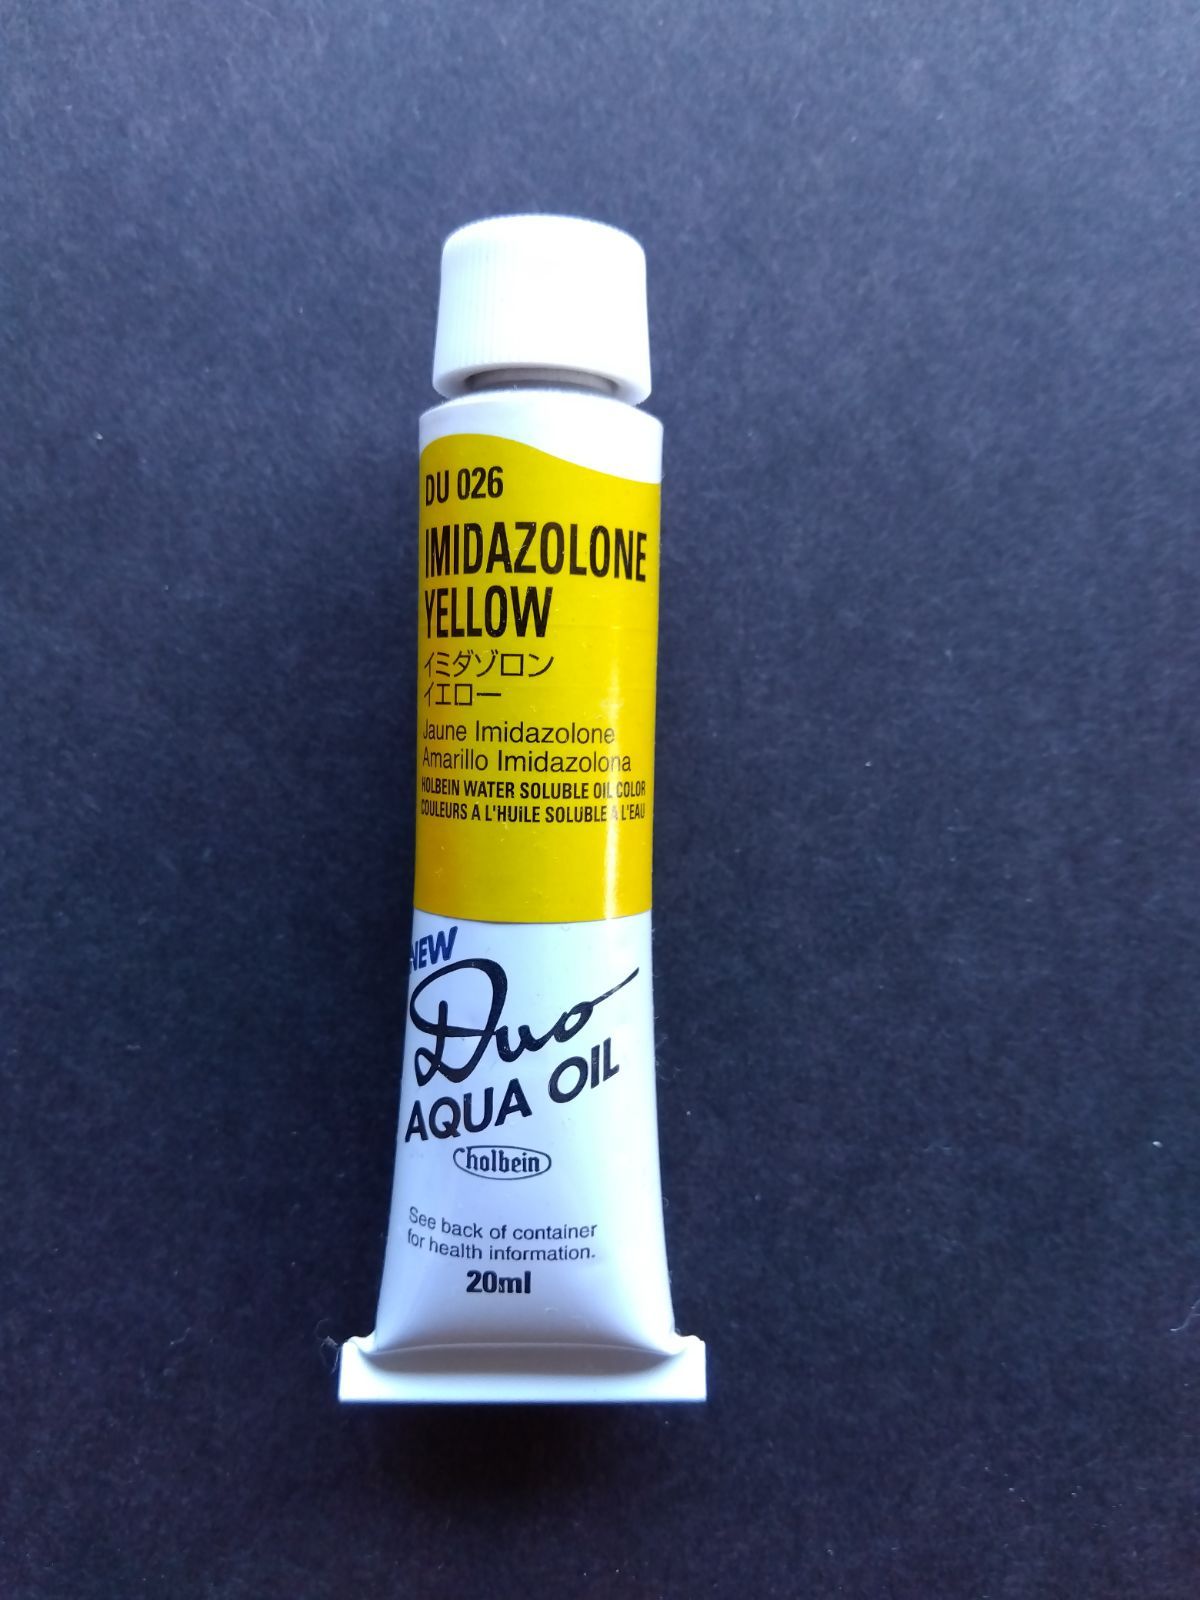 DU 026
IMIDAZOLONE
YELLOW
イミダゾロン
イエロー
Jaune Imidazolone
Amarillo Imidazolona
HOLBEIN WATER SOLUBLE OIL COLOR
COULEURS A L'HUiLE SOLUBLE A L'EAU
NEW
Duo
AQUA OIL
holbein
See back of container
for health information.
20ml